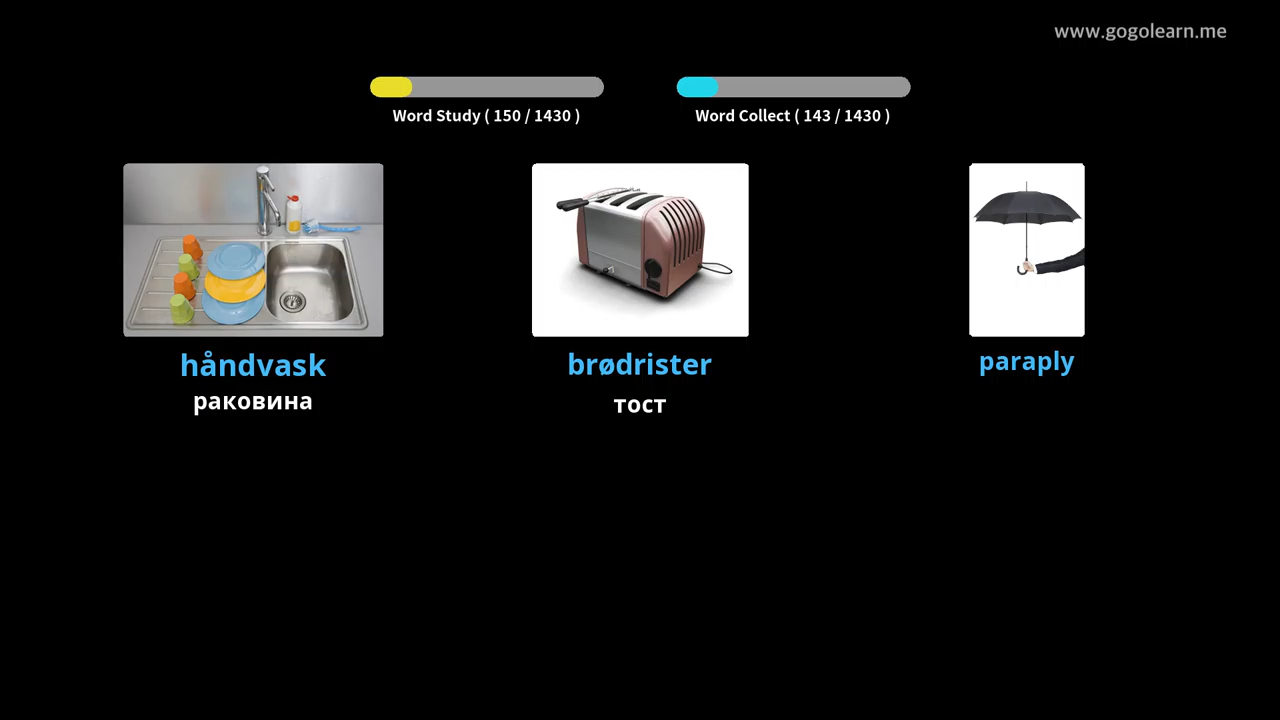 www.gogolearn.me
Word Study ( 150 / 1430 )
Word Collect ( 143 / 1430 )
håndvask
раковина
brødrister
тост
paraply